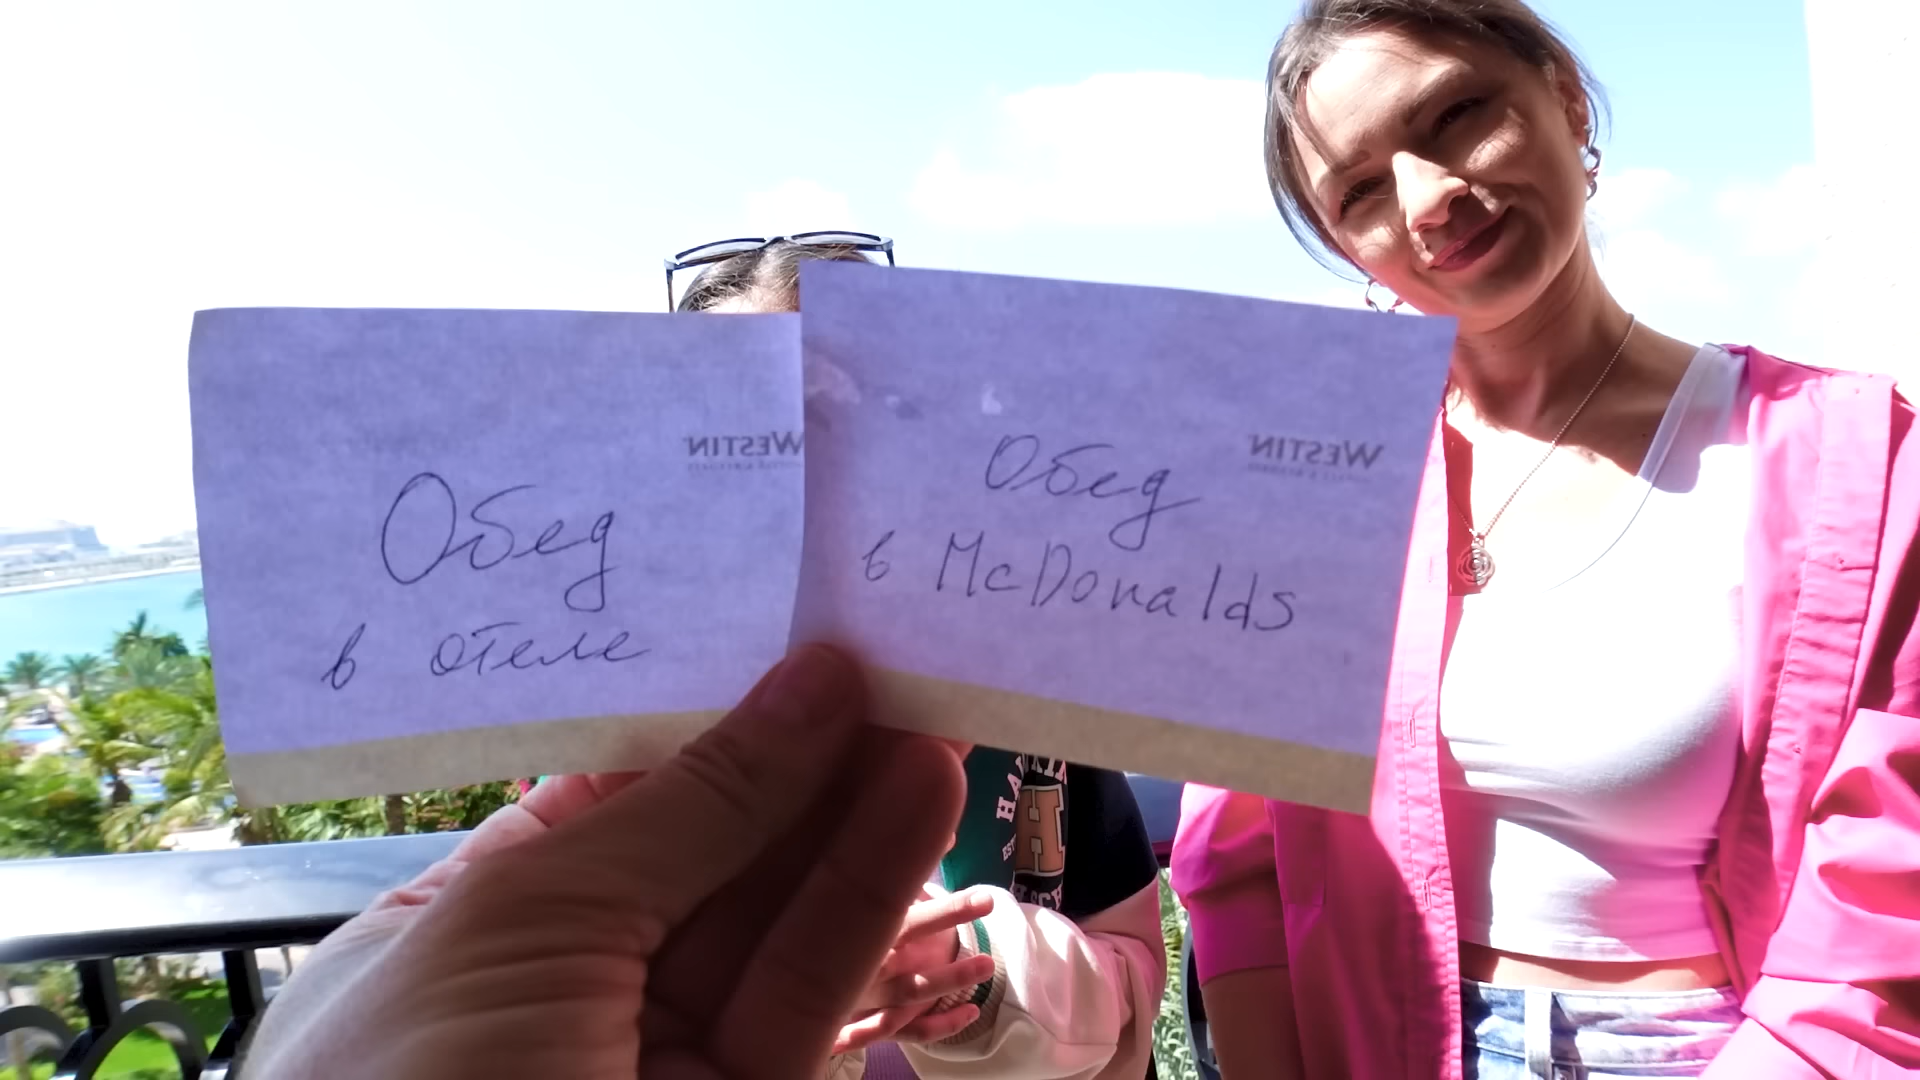 WESTIN
Обед
в отеле
WESTIN
Обед
в McDonalds
H